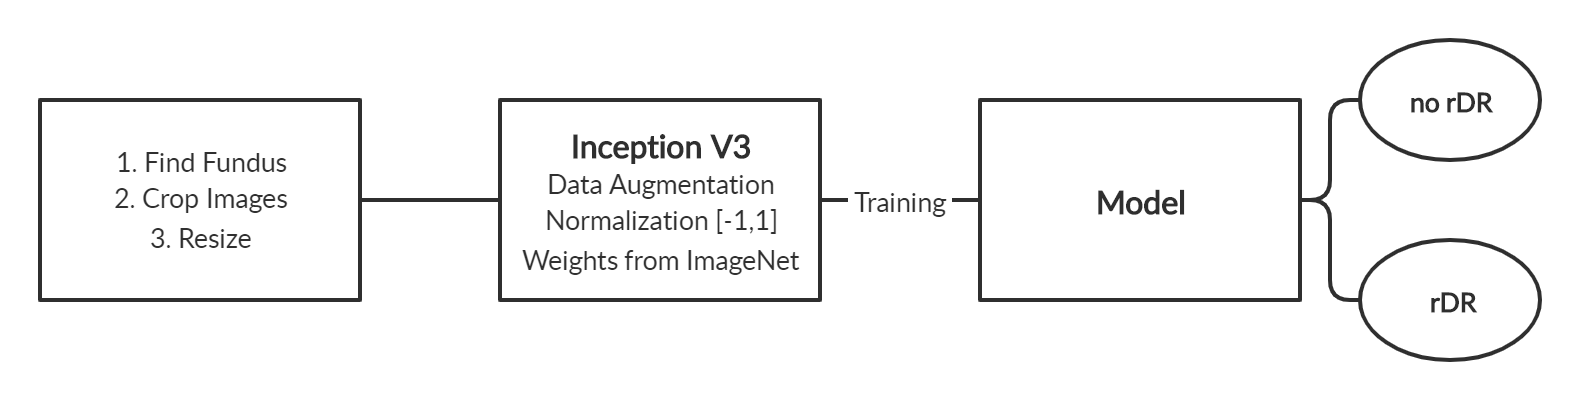 1. Find Fundus
2. Crop Images
3. Resize
Inception V3
Data Augmentation
Normalization [-1,1]
Weights from ImageNet
Training
Model
no rDR
rDR